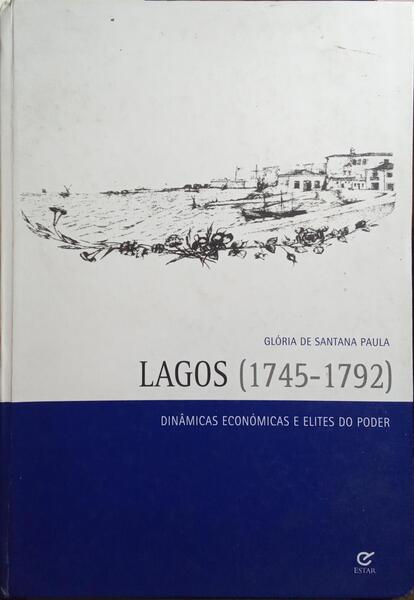 GLÓRIA DE SANTANA PAULA
LAGOS (1745-1792)
DINÂMICAS ECONÓMICAS E ELITES DO PODER
ESTAR